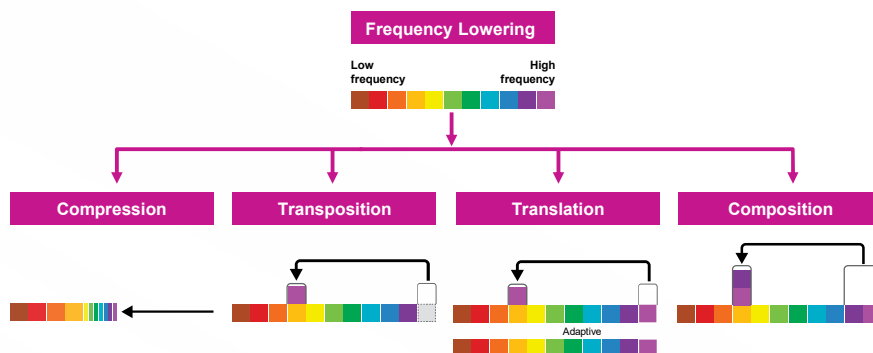 Frequency Lowering
Low
frequency
High
frequency
Compression
Transposition
Translation
Composition
Adaptive